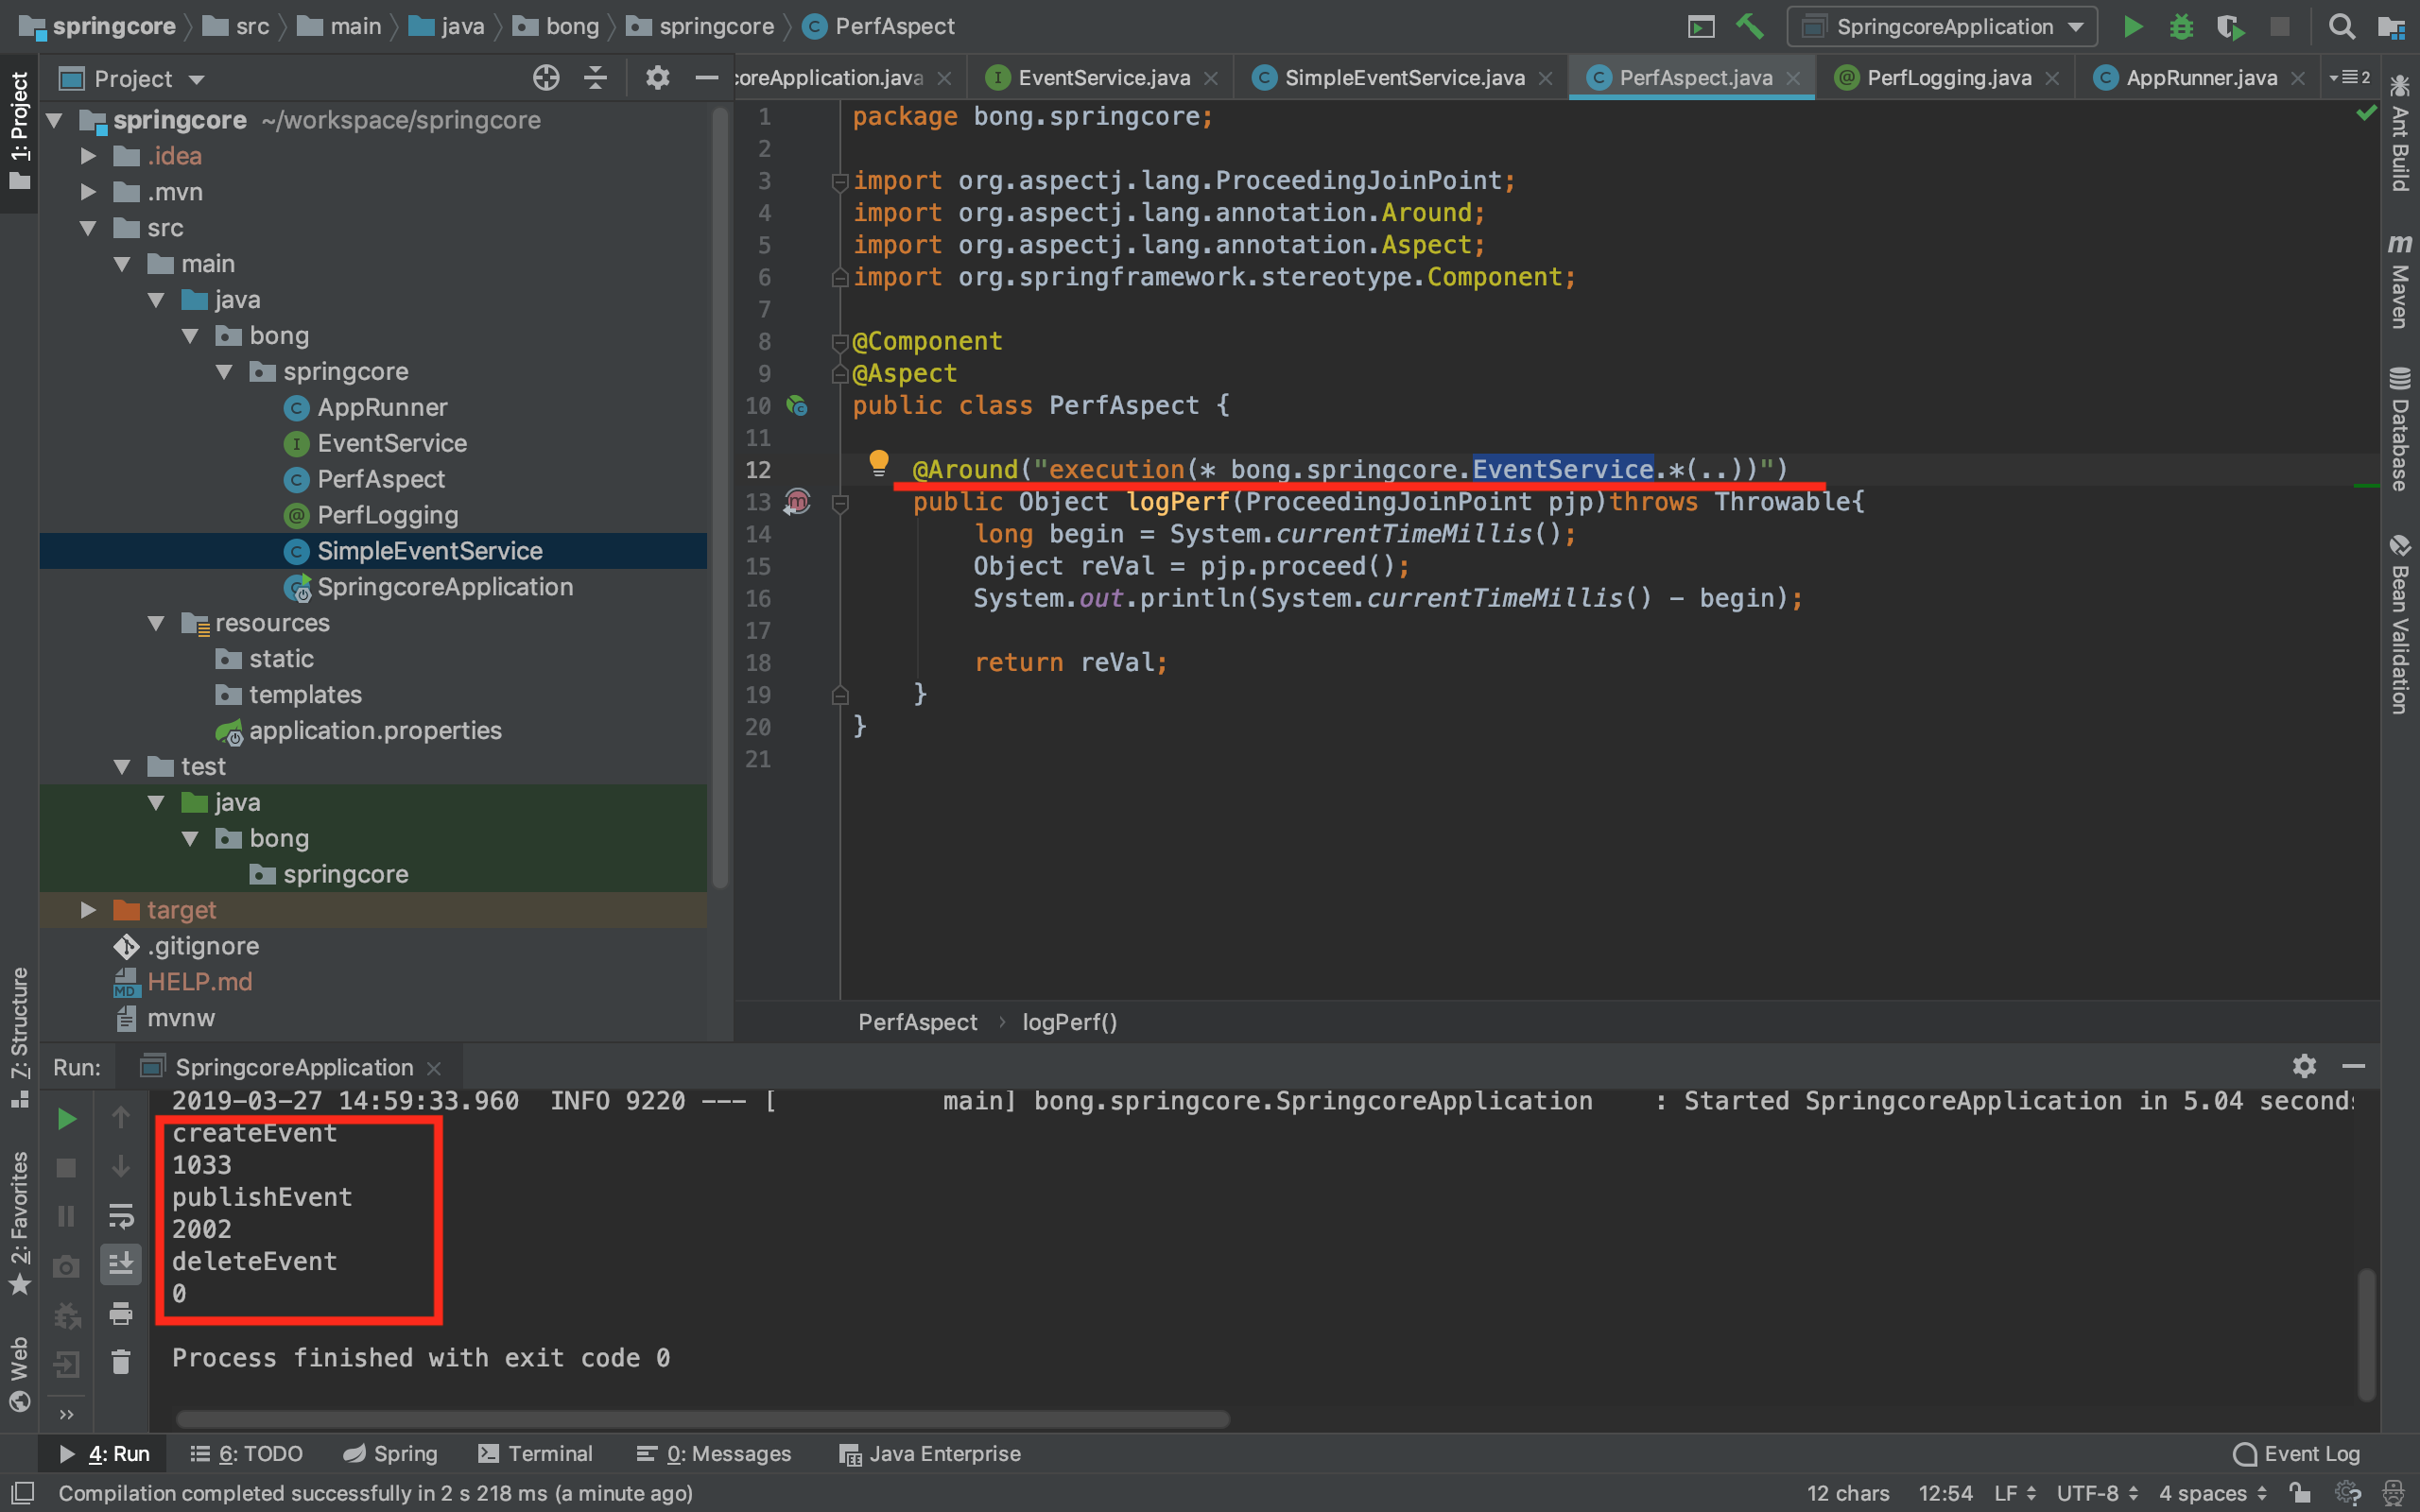 springcore src main java bong springcore PerfAspect SpringcoreApplication
1: Project
Project
coreApplication.java EventService.java SimpleEventService.java PerfAspect.java PerfLogging.java AppRunner.java 2
springcore ~/workspace/springcore
.idea
.mvn
src
main
java
bong
springcore
AppRunner
EventService
PerfAspect
PerfLogging
SimpleEventService
SpringcoreApplication
resources
static
templates
application.properties
test
java
bong
springcore
target
.gitignore
HELP.md
mvnw
1 package bong.springcore;
2
3 import org.aspectj.lang.ProceedingJoinPoint;
4 import org.aspectj.lang.annotation.Around;
5 import org.aspectj.lang.annotation.Aspect;
6 import org.springframework.stereotype.Component;
7
8 @Component
9 @Aspect
10 public class PerfAspect {
11
12 @Around("execution(* bong.springcore.EventService.*(..))")
13 public Object logPerf(ProceedingJoinPoint pjp)throws Throwable{
14 long begin = System.currentTimeMillis();
15 Object reVal = pjp.proceed();
16 System.out.println(System.currentTimeMillis() - begin);
17
18 return reVal;
19 }
20 }
21
PerfAspect › logPerf()
Ant Build
Maven
Database
Bean Validation
7: Structure
2: Favorites
Web
Run: SpringcoreApplication
2019-03-27 14:59:33.960 INFO 9220 --- [ main] bong.springcore.SpringcoreApplication : Started SpringcoreApplication in 5.04 seconds
createEvent
1033
publishEvent
2002
deleteEvent
0
Process finished with exit code 0
4: Run 6: TODO Spring Terminal 0: Messages Java Enterprise Event Log
Compilation completed successfully in 2 s 218 ms (a minute ago) 12 chars 12:54 LF UTF-8 4 spaces